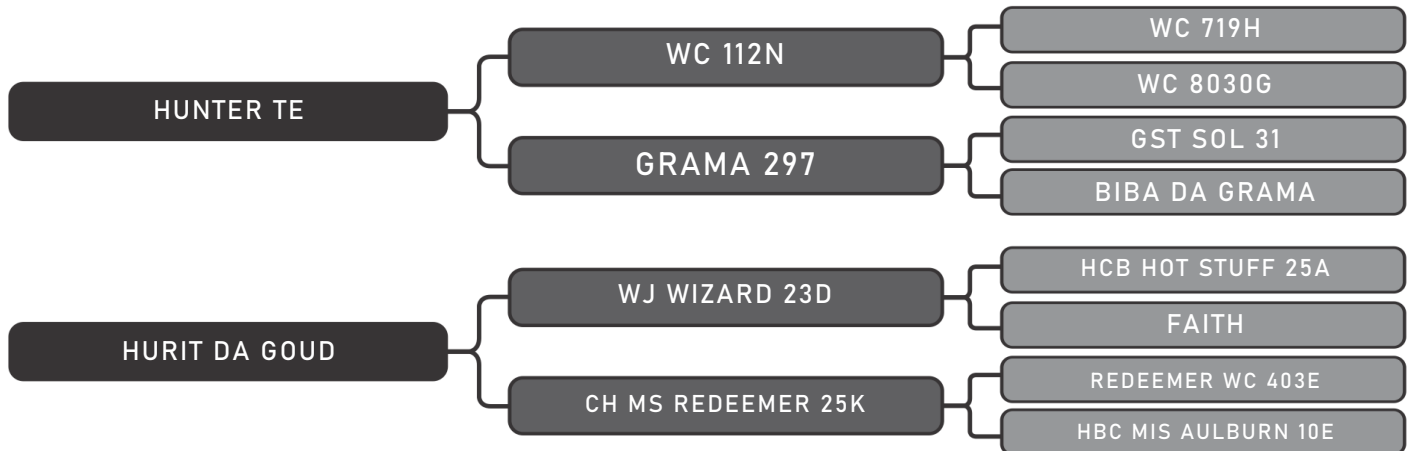 HUNTER TE
WC 112N
WC 719H
WC 8030G
GRAMA 297
GST SOL 31
BIBA DA GRAMA
HURIT DA GOUD
WJ WIZARD 23D
HCB HOT STUFF 25A
FAITH
CH MS REDEEMER 25K
REDEEMER WC 403E
HBC MIS AULBURN 10E